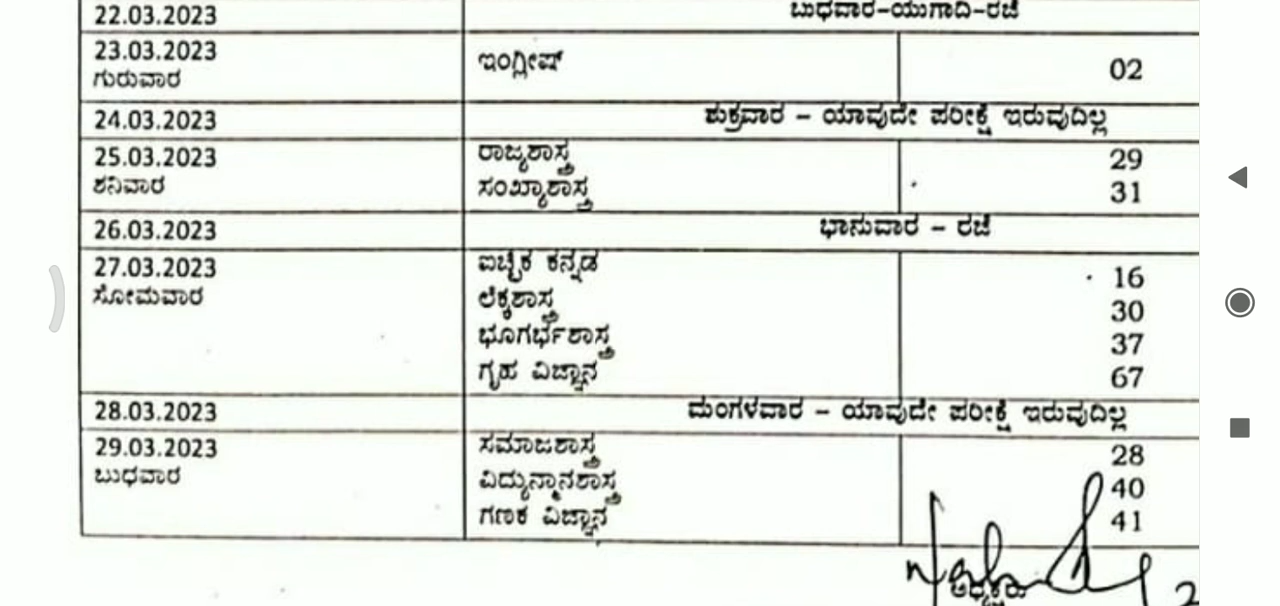 22.03.2023 ಬುಧವಾರ-ಯುಗಾದಿ-ರಜೆ
23.03.2023 ಇಂಗ್ಲೀಷ್ 02
ಗುರುವಾರ
24.03.2023 ಶುಕ್ರವಾರ – ಯಾವುದೇ ಪರೀಕ್ಷೆ ಇರುವುದಿಲ್ಲ
25.03.2023 ರಾಜ್ಯಶಾಸ್ತ್ರ 29
ಶನಿವಾರ ಸಂಖ್ಯಾಶಾಸ್ತ್ರ 31
26.03.2023 ಭಾನುವಾರ – ರಜೆ
27.03.2023 ಐಚ್ಛಿಕ ಕನ್ನಡ 16
ಸೋಮವಾರ ಲೆಕ್ಕಶಾಸ್ತ್ರ 30
ಭೂಗರ್ಭಶಾಸ್ತ್ರ 37
ಗೃಹ ವಿಜ್ಞಾನ 67
28.03.2023 ಮಂಗಳವಾರ – ಯಾವುದೇ ಪರೀಕ್ಷೆ ಇರುವುದಿಲ್ಲ
29.03.2023 ಸಮಾಜಶಾಸ್ತ್ರ 28
ಬುಧವಾರ ವಿದ್ಯುನ್ಮಾನಶಾಸ್ತ್ರ 40
ಗಣಕ ವಿಜ್ಞಾನ 41